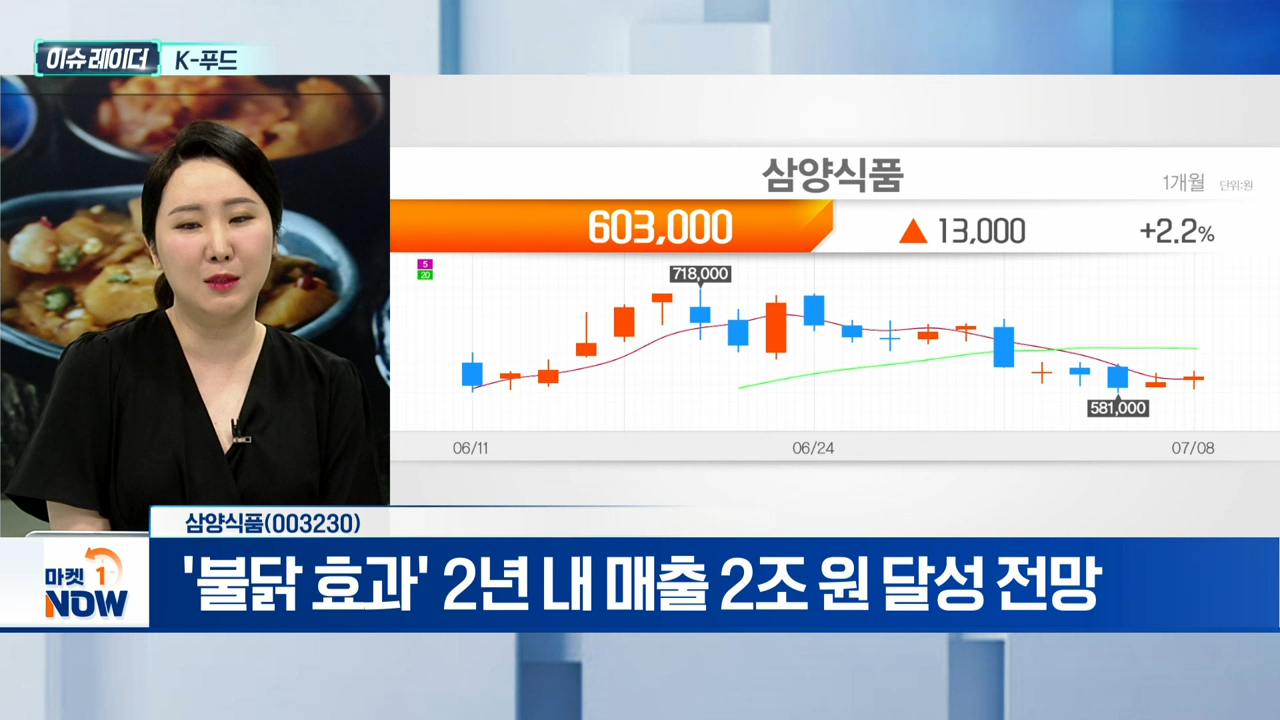 이슈 레이더 K-푸드
삼양식품
1개월 단위:원
603,000 ▲ 13,000 +2.2%
5
20
718,000
581,000
06/11 06/24 07/08
삼양식품(003230)
마켓 1
NOW
'불닭 효과' 2년 내 매출 2조 원 달성 전망